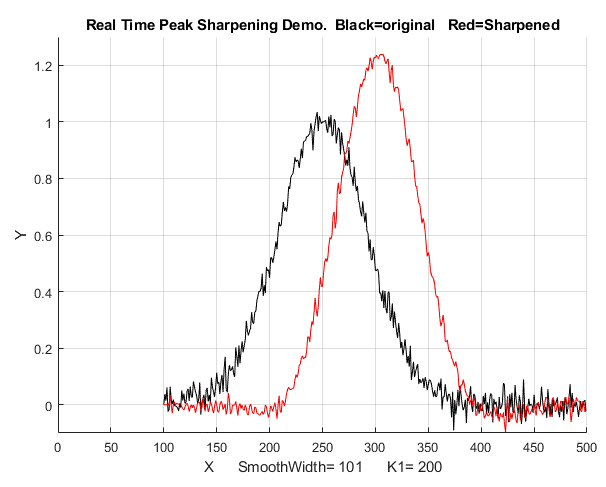 Real Time Peak Sharpening Demo.  Black=original   Red=Sharpened
1.2
1
0.8
0.6
0.4
0.2
0
Y
0 50 100 150 200 250 300 350 400 450 500
X      SmoothWidth= 101      K1= 200